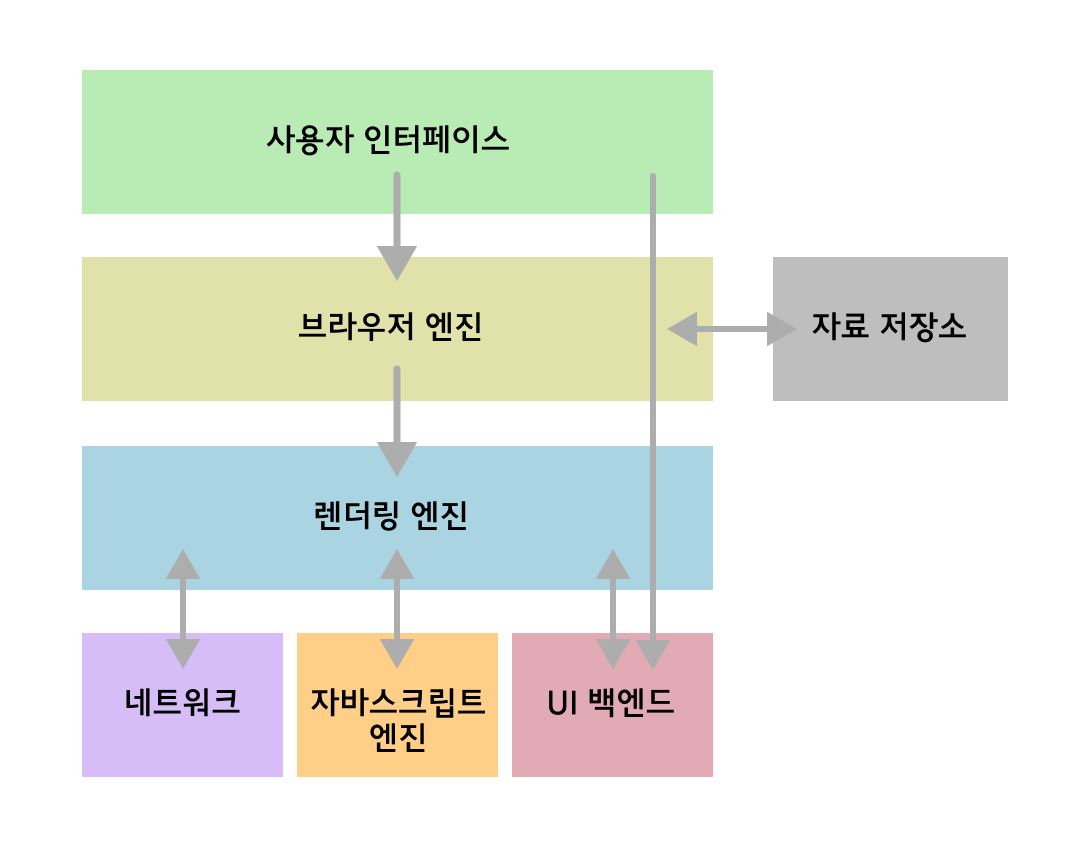 사용자 인터페이스
브라우저 엔진
자료 저장소
렌더링 엔진
네트워크
자바스크립트
엔진
UI 백엔드